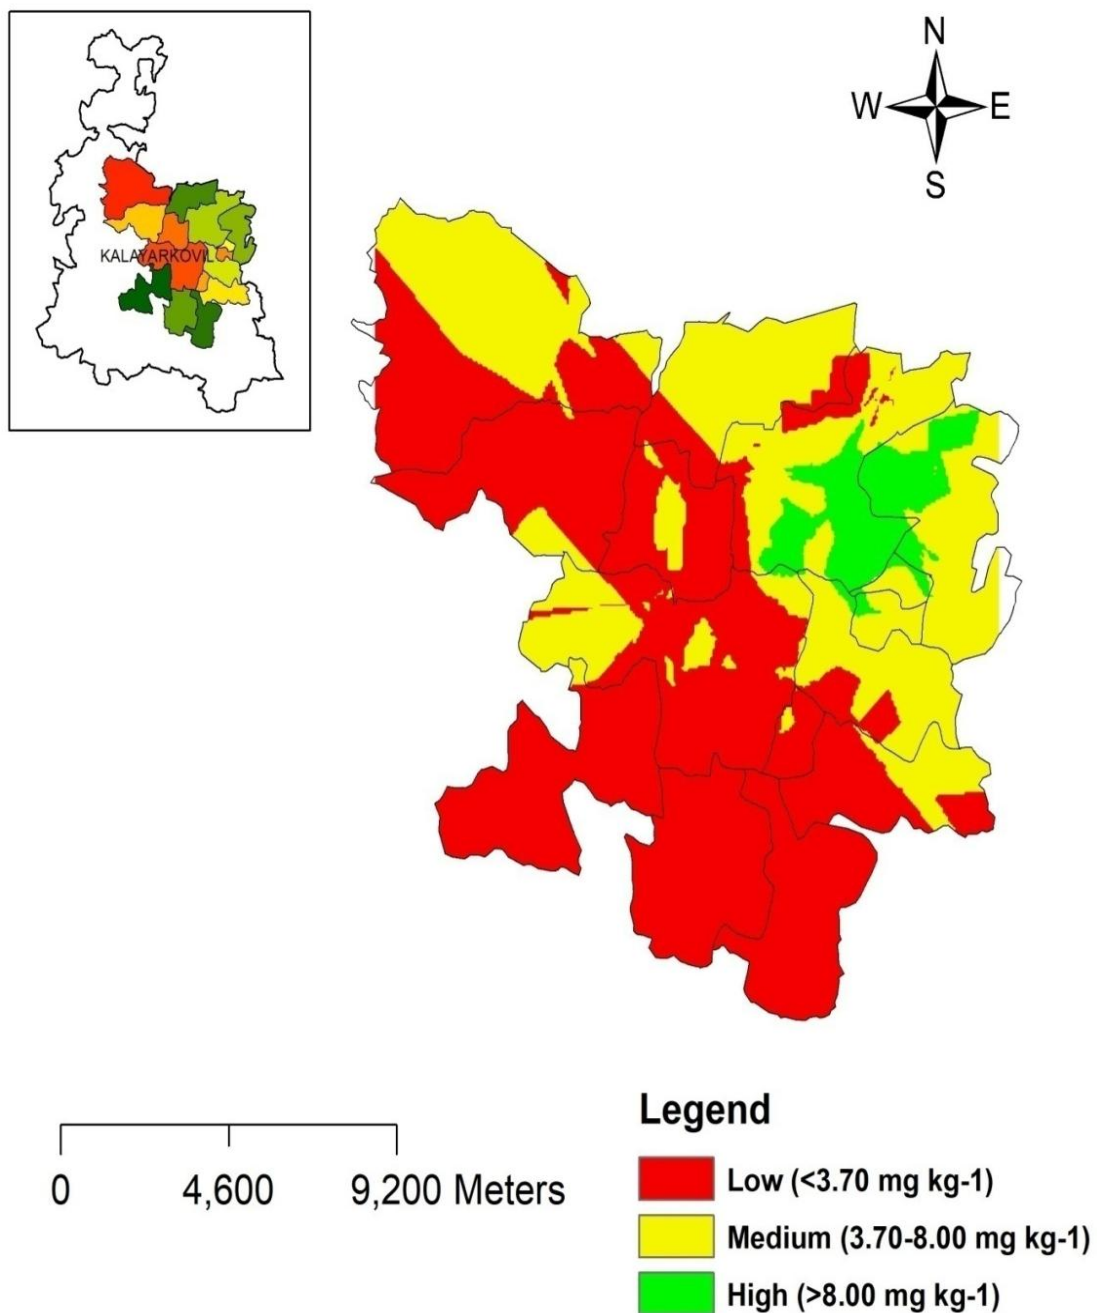 N
W E
S
KALAYARKOVIL
0 4,600 9,200 Meters
Legend
Low (<3.70 mg kg-1)
Medium (3.70-8.00 mg kg-1)
High (>8.00 mg kg-1)